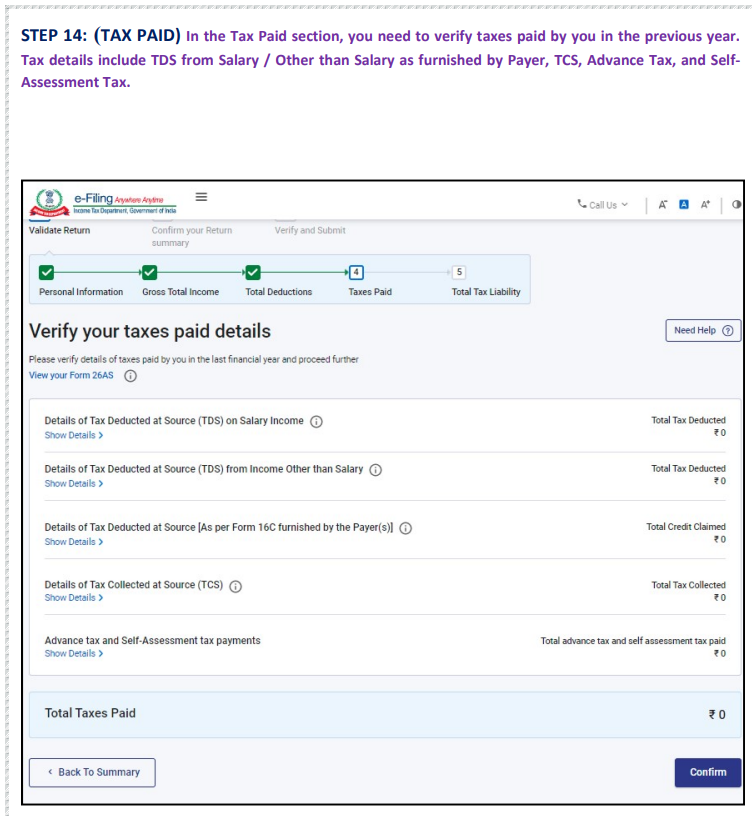 STEP 14: (TAX PAID) In the Tax Paid section, you need to verify taxes paid by you in the previous year.
Tax details include TDS from Salary / Other than Salary as furnished by Payer, TCS, Advance Tax, and Self-
Assessment Tax.
e-Filing Anywhere Anytime
Income Tax Department, Government of India
Call Us
A- A A+
Validate Return Confirm your Return Verify and Submit
summary
4 5
Personal Information Gross Total Income Total Deductions Taxes Paid Total Tax Liability
Verify your taxes paid details
Need Help ?
Please verify details of taxes paid by you in the last financial year and proceed further
View your Form 26AS i
Details of Tax Deducted at Source (TDS) on Salary Income i Total Tax Deducted
Show Details > ₹ 0
Details of Tax Deducted at Source (TDS) from Income Other than Salary i Total Tax Deducted
Show Details > ₹ 0
Details of Tax Deducted at Source [As per Form 16C furnished by the Payer(s)] i Total Credit Claimed
Show Details > ₹ 0
Details of Tax Collected at Source (TCS) i Total Tax Collected
Show Details > ₹ 0
Advance tax and Self-Assessment tax payments Total advance tax and self assessment tax paid
Show Details > ₹ 0
Total Taxes Paid ₹ 0
< Back To Summary Confirm